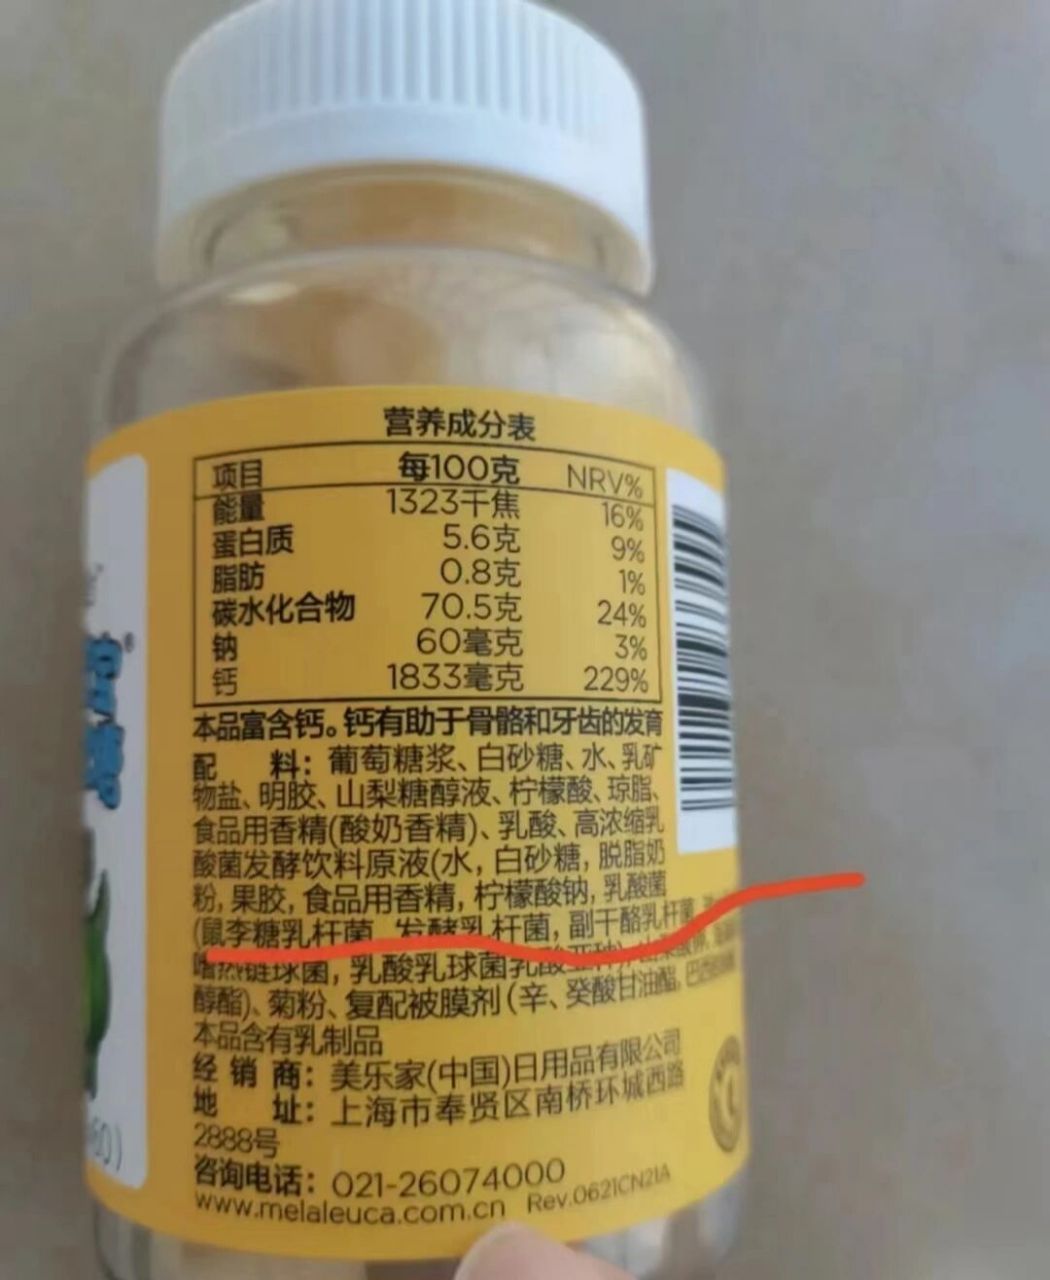 营养成分表
项目 每100克 NRV%
能量 1323千焦 16%
蛋白质 5.6克 9%
脂肪 0.8克 1%
碳水化合物 70.5克 24%
钠 60毫克 3%
钙 1833毫克 229%
本品富含钙。钙有助于骨骼和牙齿的发育
配 料：葡萄糖浆、白砂糖、水、乳矿
物盐、明胶、山梨糖醇液、柠檬酸、琼脂、
食品用香精(酸奶香精)、乳酸、高浓缩乳
酸菌发酵饮料原液(水，白砂糖，脱脂奶
粉，果胶，食品用香精，柠檬酸钠，乳酸菌
(鼠李糖乳杆菌，发酵乳杆菌，副干酪乳杆菌，
嗜热链球菌，乳酸乳球菌乳酸亚种)
醇酯)、菊粉、复配被膜剂(辛、癸酸甘油酯，
本品含有乳制品
经 销 商：美乐家(中国)日用品有限公司
地 址：上海市奉贤区南桥环城西路
2888号
咨询电话：021-26074000
www.melaleuca.com.cn Rev.0621CN21A